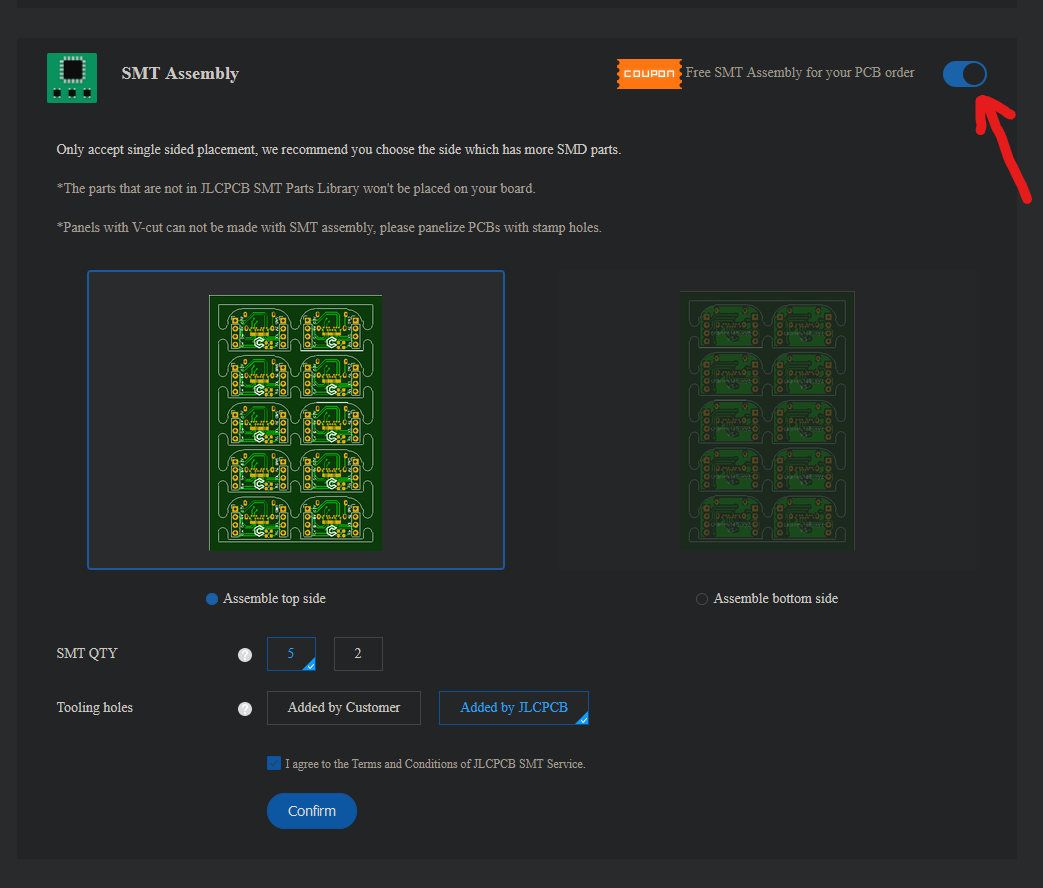 SMT Assembly
COUPON Free SMT Assembly for your PCB order
Only accept single sided placement, we recommend you choose the side which has more SMD parts.
*The parts that are not in JLCPCB SMT Parts Library won't be placed on your board.
*Panels with V-cut can not be made with SMT assembly, please panelize PCBs with stamp holes.
Assemble top side
Assemble bottom side
SMT QTY ? 5 2
Tooling holes ? Added by Customer Added by JLCPCB
I agree to the Terms and Conditions of JLCPCB SMT Service.
Confirm